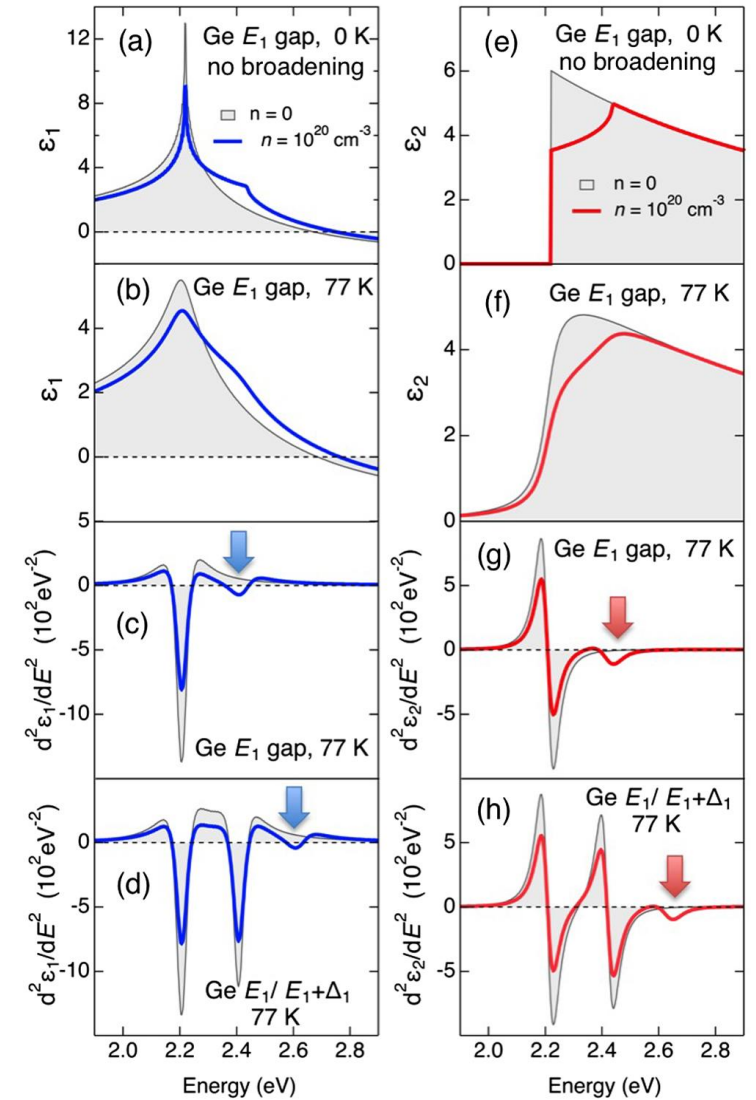 (a)
Ge E₁ gap, 0 K
no broadening
n = 0
n = 10²⁰ cm⁻³
ε₁
12
8
4
0
(b)
Ge E₁ gap, 77 K
ε₁
4
2
0
(c)
Ge E₁ gap, 77 K
d²ε₁/dE² (10²eV⁻²)
5
0
-5
-10
(d)
Ge E₁/ E₁+Δ₁
77 K
d²ε₁/dE² (10²eV⁻²)
0
-5
-10
2.0 2.2 2.4 2.6 2.8
Energy (eV)
(e)
Ge E₁ gap, 0 K
no broadening
n = 0
n = 10²⁰ cm⁻³
ε₂
8
6
4
2
0
(f)
Ge E₁ gap, 77 K
ε₂
4
2
0
(g)
Ge E₁ gap, 77 K
d²ε₂/dE² (10²eV⁻²)
5
0
-5
(h)
Ge E₁/ E₁+Δ₁
77 K
d²ε₂/dE² (10²eV⁻²)
5
0
-5
2.0 2.2 2.4 2.6 2.8
Energy (eV)